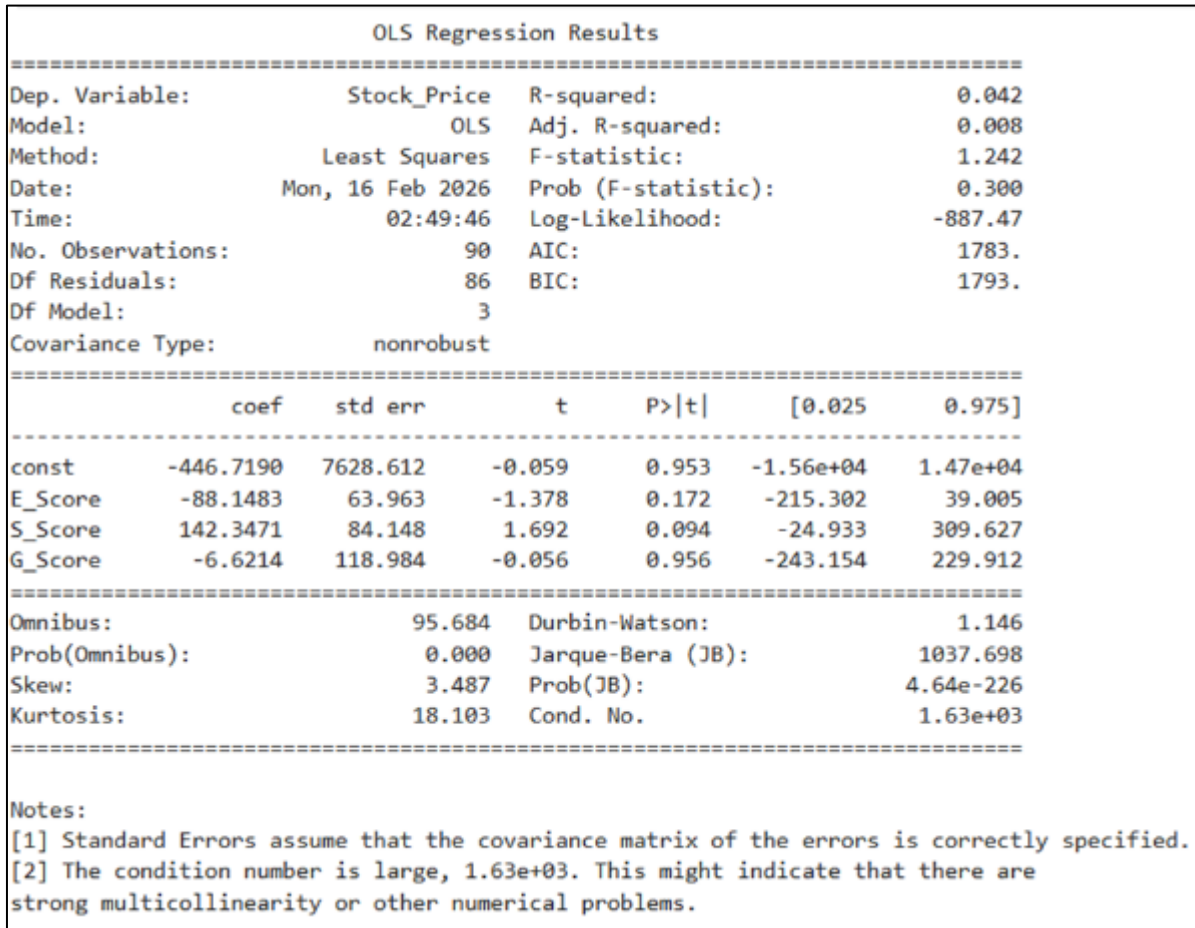 OLS Regression Results
==============================================================================
Dep. Variable: Stock_Price R-squared: 0.042
Model: OLS Adj. R-squared: 0.008
Method: Least Squares F-statistic: 1.242
Date: Mon, 16 Feb 2026 Prob (F-statistic): 0.300
Time: 02:49:46 Log-Likelihood: -887.47
No. Observations: 90 AIC: 1783.
Df Residuals: 86 BIC: 1793.
Df Model: 3
Covariance Type: nonrobust
==============================================================================
coef std err t P>|t| [0.025 0.975]
------------------------------------------------------------------------------
const -446.7190 7628.612 -0.059 0.953 -1.56e+04 1.47e+04
E_Score -88.1483 63.963 -1.378 0.172 -215.302 39.005
S_Score 142.3471 84.148 1.692 0.094 -24.933 309.627
G_Score -6.6214 118.984 -0.056 0.956 -243.154 229.912
==============================================================================
Omnibus: 95.684 Durbin-Watson: 1.146
Prob(Omnibus): 0.000 Jarque-Bera (JB): 1037.698
Skew: 3.487 Prob(JB): 4.64e-226
Kurtosis: 18.103 Cond. No. 1.63e+03
==============================================================================
Notes:
[1] Standard Errors assume that the covariance matrix of the errors is correctly specified.
[2] The condition number is large, 1.63e+03. This might indicate that there are
strong multicollinearity or other numerical problems.